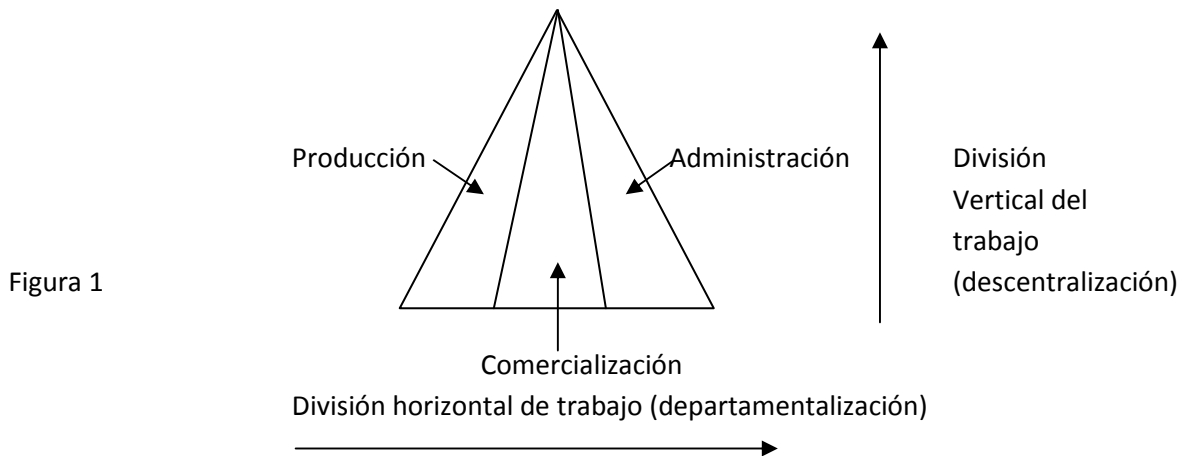 Producción
Administración
División
Vertical del
trabajo
(descentralización)
Figura 1
Comercialización
División horizontal de trabajo (departamentalización)